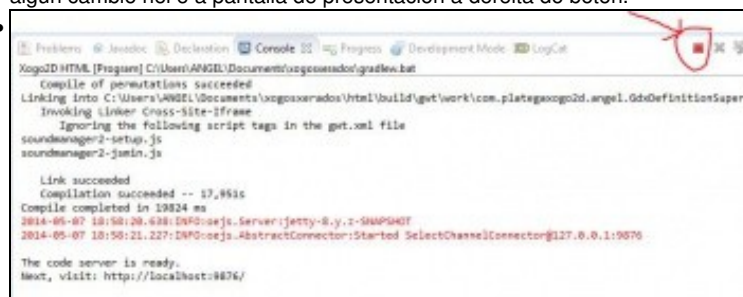 algún cambio nel e a pantalla de presentación á dereita do botón.
Problems Javadoc Declaration Console Progress Development Mode LogCat
Xogo2D HTML [Program] C:\Users\ANGEL\Documents\xogosxerados\gradlew.bat
Compile of permutations succeeded
Linking into C:\Users\ANGEL\Documents\xogosxerados\html\build\gwt\work\com.plategaxogo2d.angel.GdxDefinitionSuper
Invoking Linker Cross-Site-Iframe
Ignoring the following script tags in the gwt.xml file
soundmanager2-setup.js
soundmanager2-jsmin.js
Link succeeded
Compilation succeeded -- 17,951s
Compile completed in 19824 ms
2014-05-07 18:58:20.638:INFO:oejs.Server:jetty-8.y.z-SNAPSHOT
2014-05-07 18:58:21.227:INFO:oejs.AbstractConnector:Started SelectChannelConnector@127.0.0.1:9876
The code server is ready.
Next, visit: http://localhost:9876/